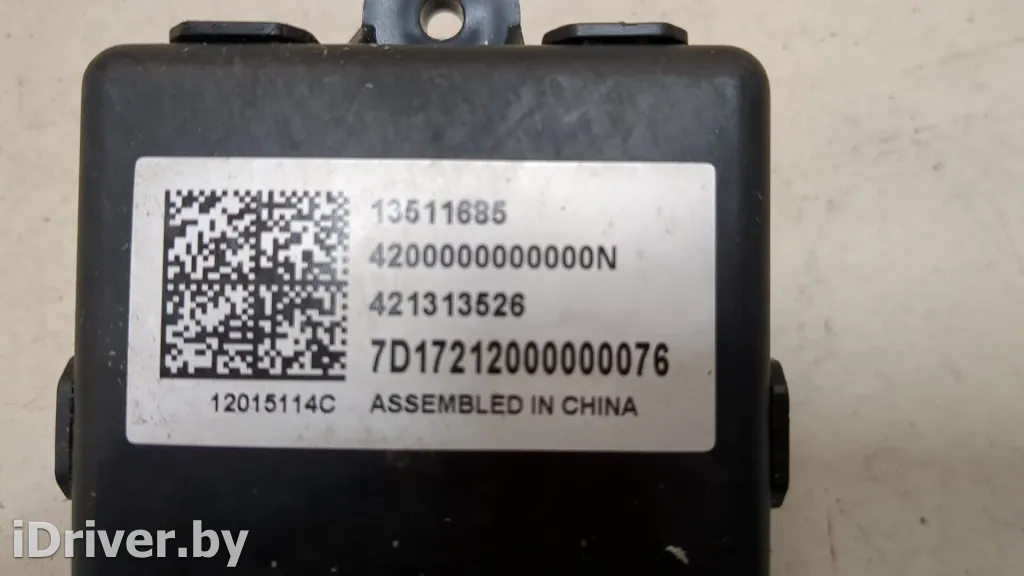 13511685
4200000000000N
421313526
7D17212000000076
12015114C ASSEMBLED IN CHINA
iDriver.by